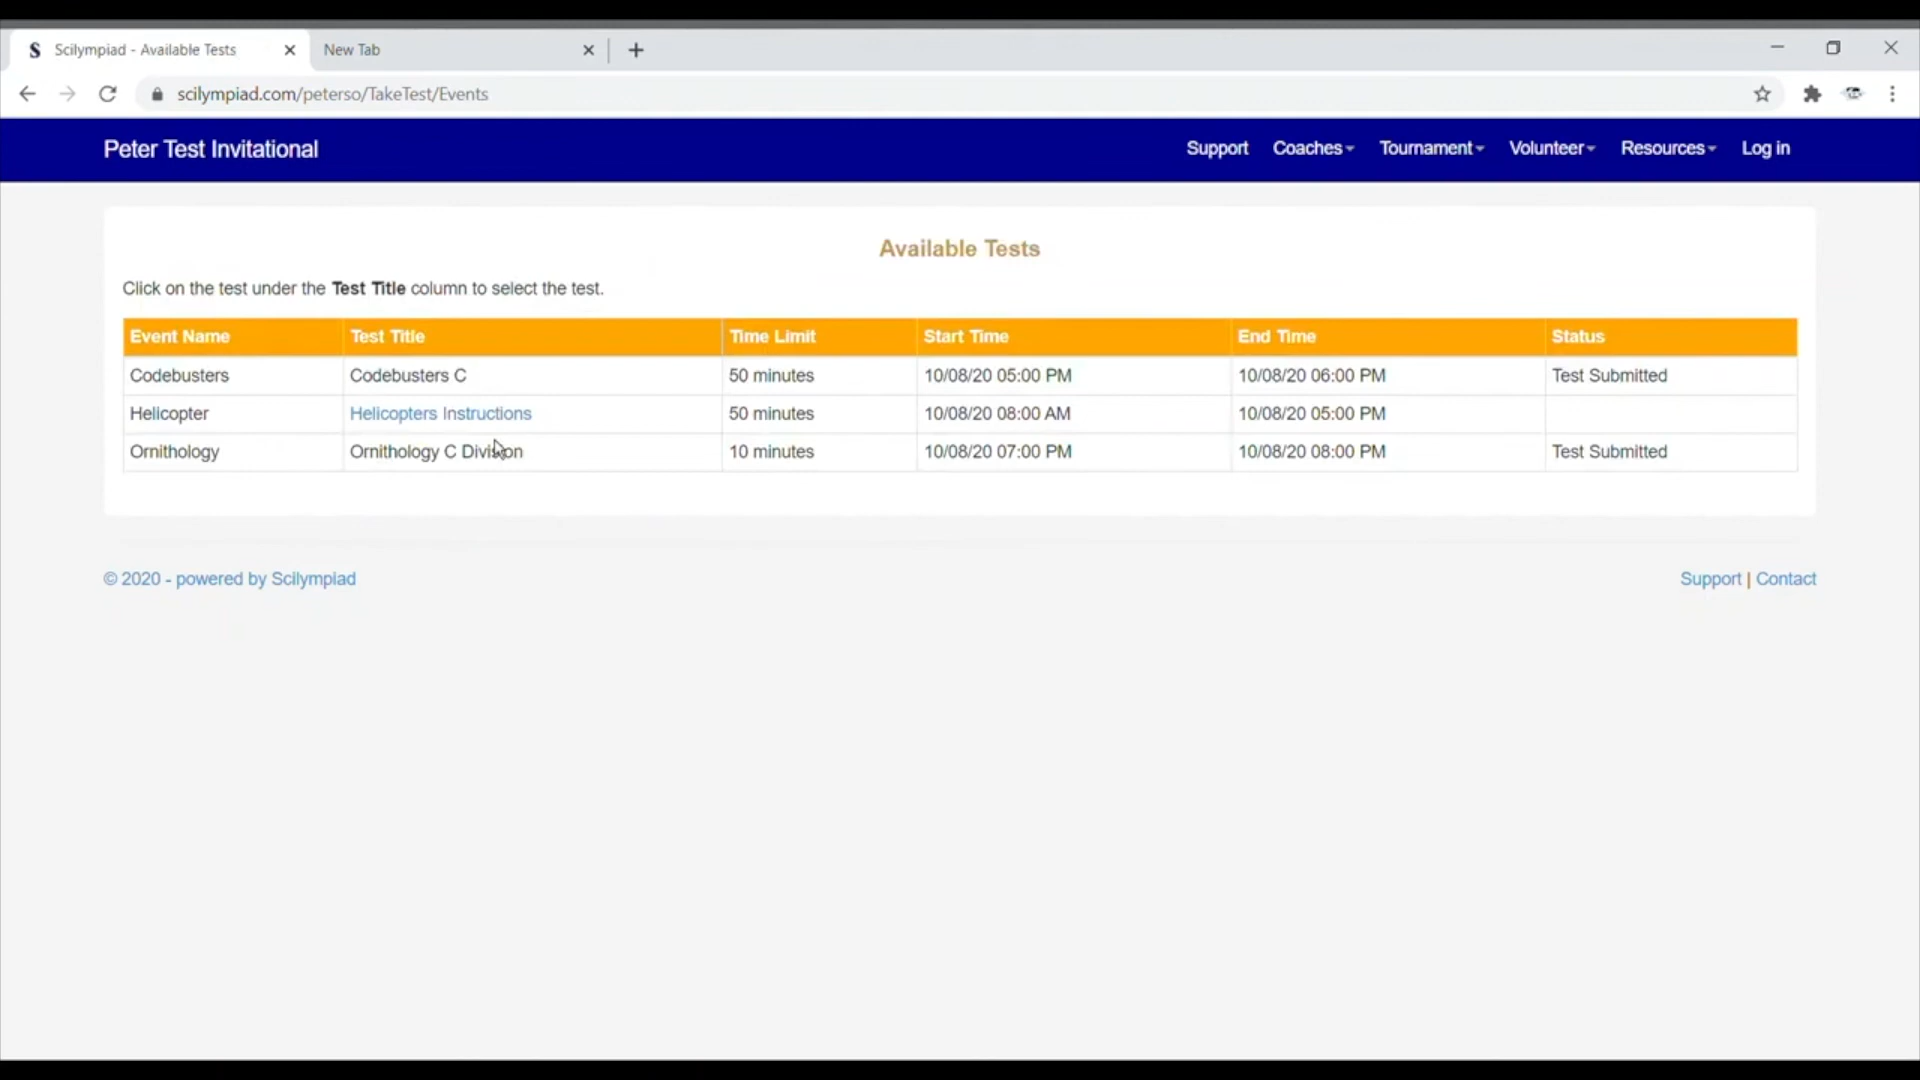 Scilympiad - Available Tests
New Tab
scilympiad.com/peterso/TakeTest/Events
Peter Test Invitational
Support Coaches Tournament Volunteer Resources Log in
Available Tests
Click on the test under the Test Title column to select the test.
Event Name Test Title Time Limit Start Time End Time Status
Codebusters Codebusters C 50 minutes 10/08/20 05:00 PM 10/08/20 06:00 PM Test Submitted
Helicopter Helicopters Instructions 50 minutes 10/08/20 08:00 AM 10/08/20 05:00 PM
Ornithology Ornithology C Division 10 minutes 10/08/20 07:00 PM 10/08/20 08:00 PM Test Submitted
© 2020 - powered by Scilympiad
Support | Contact